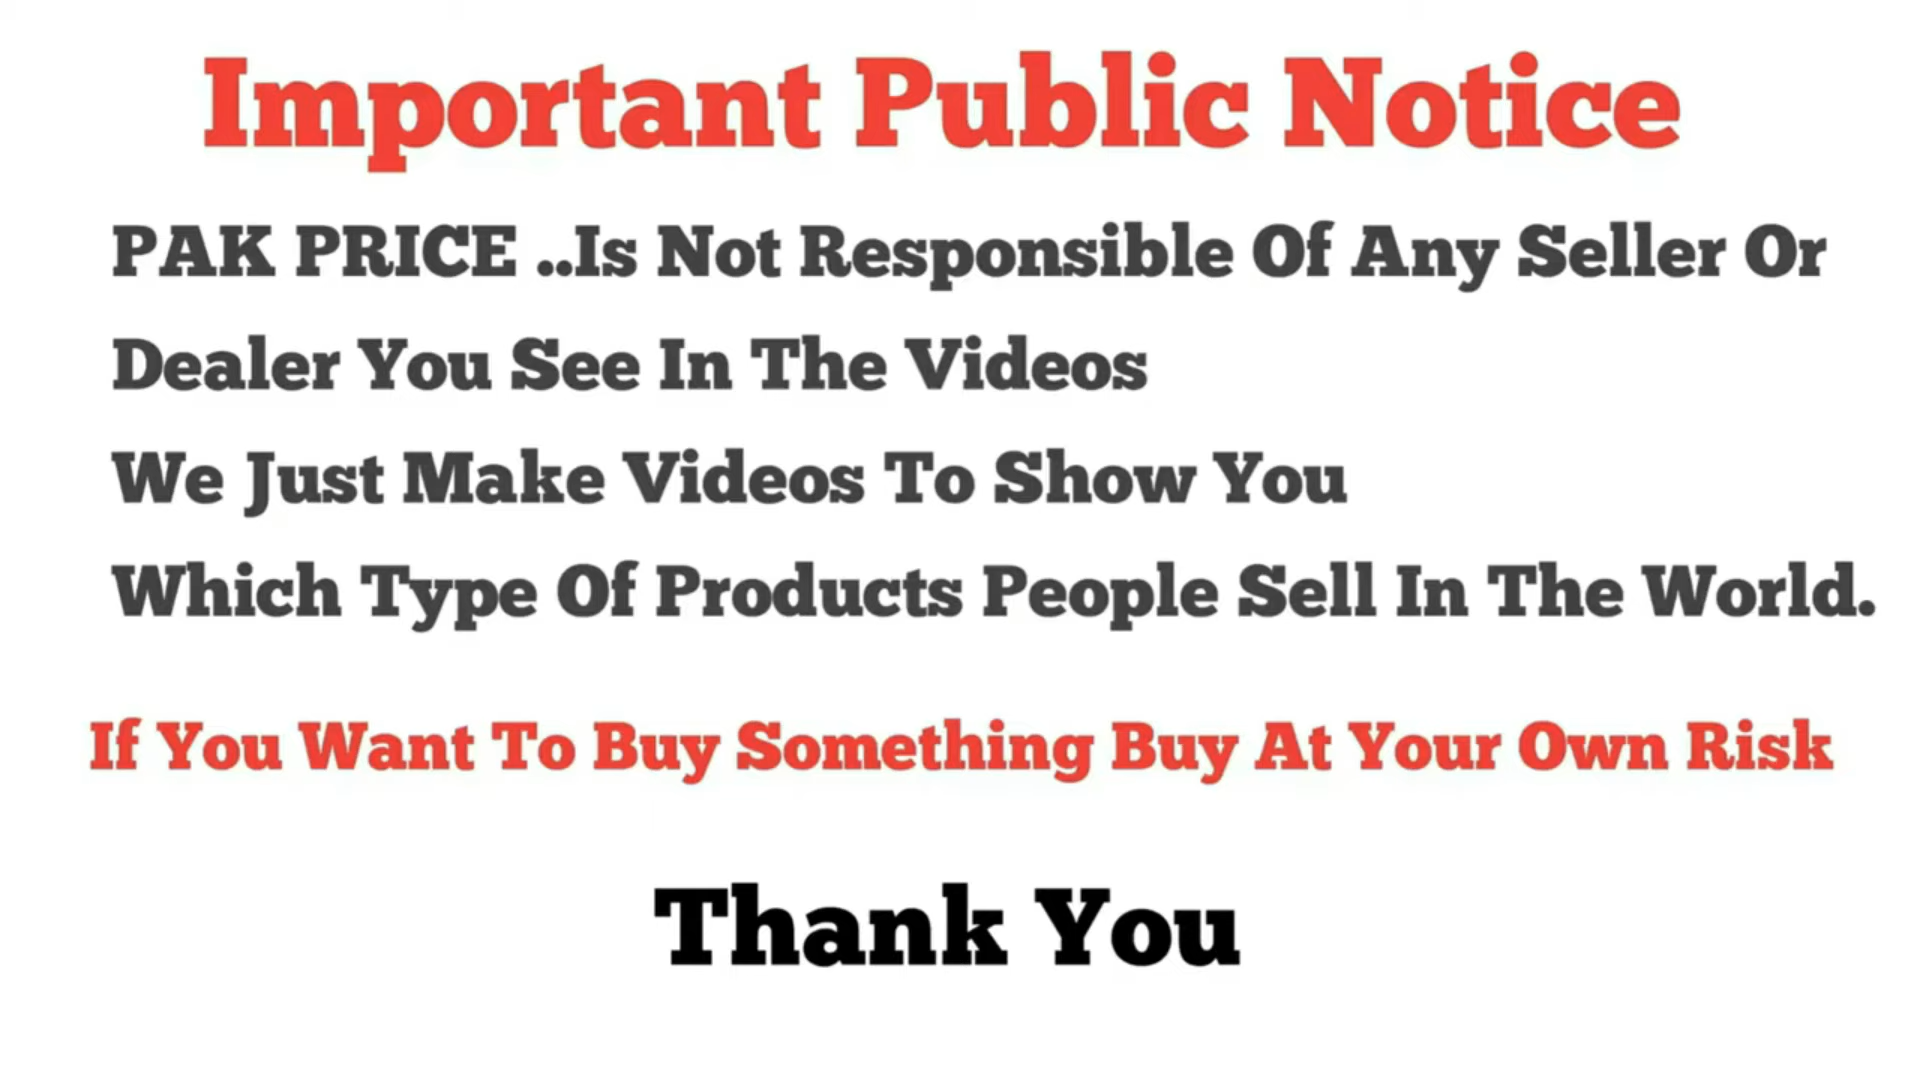 Important Public Notice
PAK PRICE ..Is Not Responsible Of Any Seller Or
Dealer You See In The Videos
We Just Make Videos To Show You
Which Type Of Products People Sell In The World.
If You Want To Buy Something Buy At Your Own Risk
Thank You